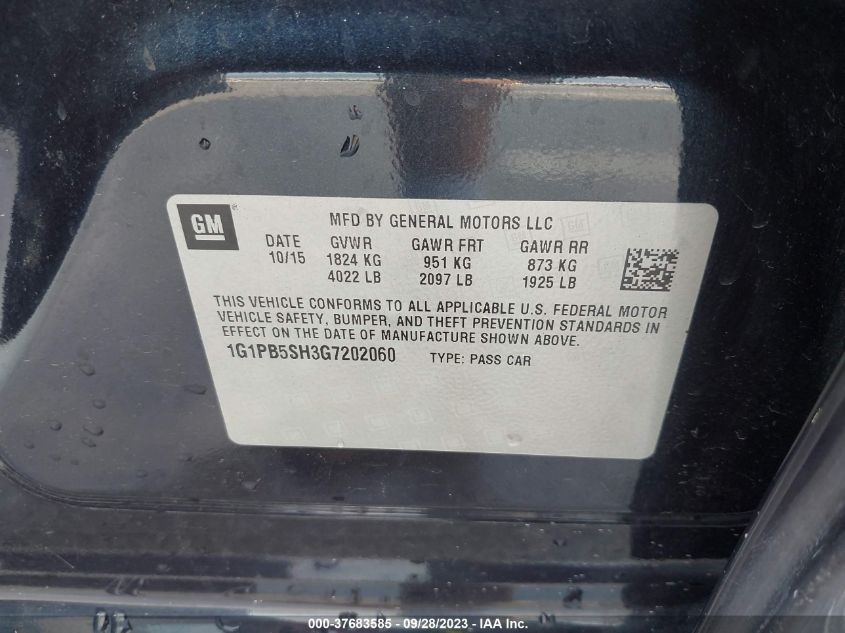 GM
MFD BY GENERAL MOTORS LLC
DATE GVWR GAWR FRT GAWR RR
10/15 1824 KG 951 KG 873 KG
4022 LB 2097 LB 1925 LB
THIS VEHICLE CONFORMS TO ALL APPLICABLE U.S. FEDERAL MOTOR
VEHICLE SAFETY, BUMPER, AND THEFT PREVENTION STANDARDS IN
EFFECT ON THE DATE OF MANUFACTURE SHOWN ABOVE.
1G1PB5SH3G7202060 TYPE: PASS CAR
000-37683585 - 09/28/2023 - © IAA Inc.